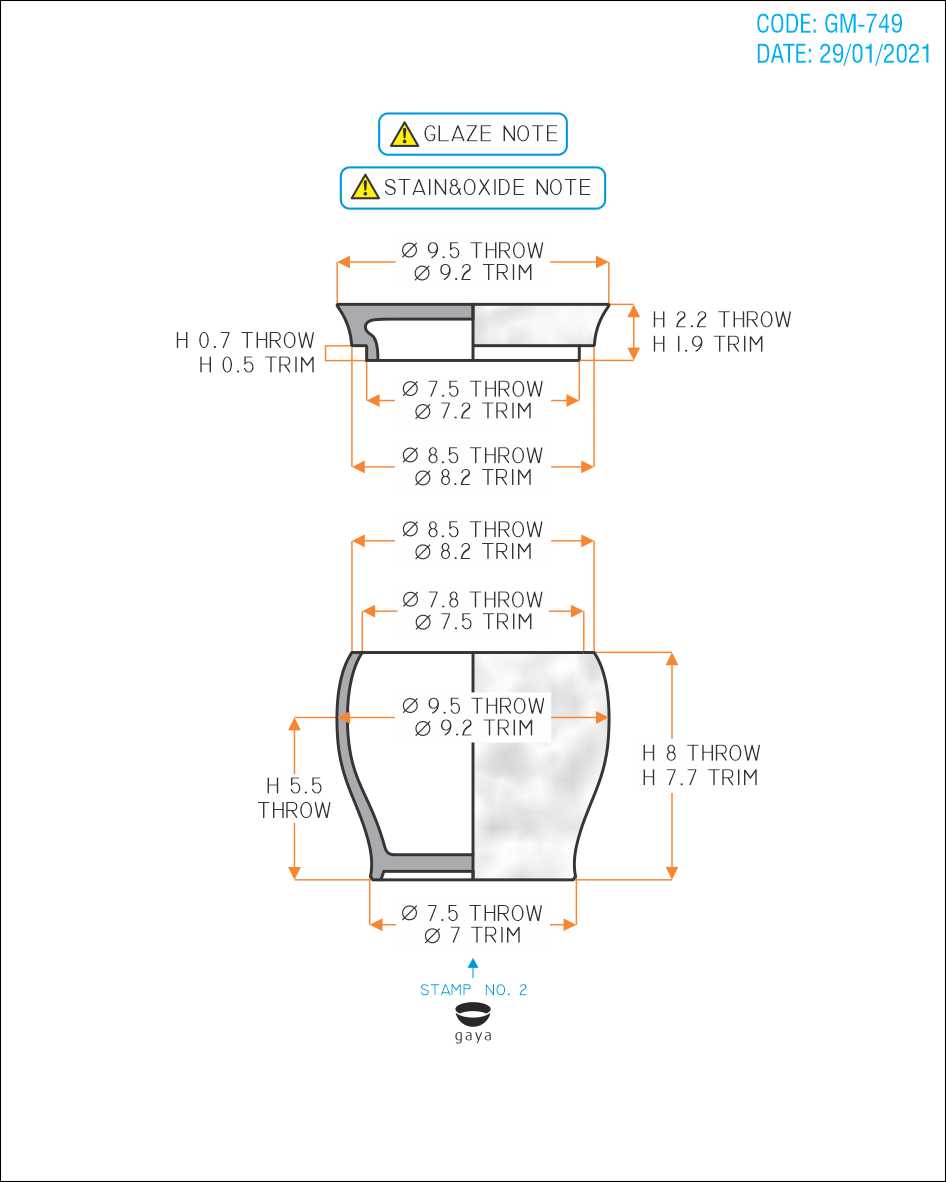 CODE: GM-749
DATE: 29/01/2021
GLAZE NOTE
STAIN&OXIDE NOTE
Ø 9.5 THROW
Ø 9.2 TRIM
H 2.2 THROW
H 1.9 TRIM
H 0.7 THROW
H 0.5 TRIM
Ø 7.5 THROW
Ø 7.2 TRIM
Ø 8.5 THROW
Ø 8.2 TRIM
Ø 8.5 THROW
Ø 8.2 TRIM
Ø 7.8 THROW
Ø 7.5 TRIM
Ø 9.5 THROW
Ø 9.2 TRIM
H 8 THROW
H 7.7 TRIM
H 5.5
THROW
Ø 7.5 THROW
Ø 7 TRIM
STAMP NO. 2
gaya